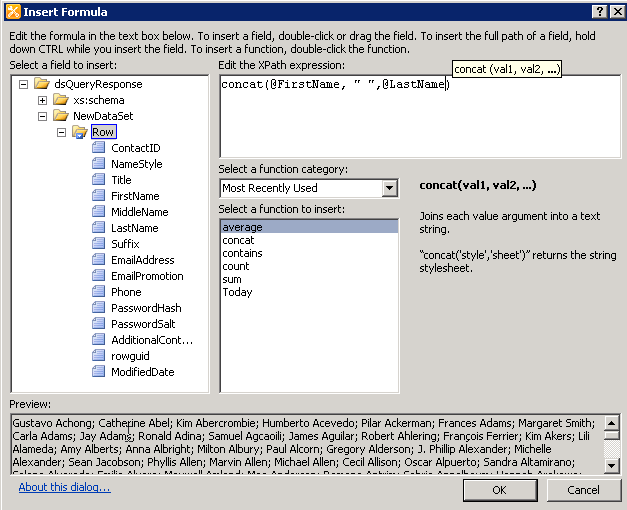 Insert Formula
Edit the formula in the text box below. To insert a field, double-click or drag the field. To insert the full path of a field, hold
down CTRL while you insert the field. To insert a function, double-click the function.
Select a field to insert:
dsQueryResponse
xs:schema
NewDataSet
Row
ContactID
NameStyle
Title
FirstName
MiddleName
LastName
Suffix
EmailAddress
EmailPromotion
Phone
PasswordHash
PasswordSalt
AdditionalCont...
rowguid
ModifiedDate
Edit the XPath expression:
concat (val1, val2, ...)
concat(@FirstName, " ",@LastName)
Select a function category:
Most Recently Used
Select a function to insert:
average
concat
contains
count
sum
Today
concat(val1, val2, ...)
Joins each value argument into a text
string.
"concat('style','sheet')" returns the string
stylesheet.
Preview:
Gustavo Achong; Catherine Abel; Kim Abercrombie; Humberto Acevedo; Pilar Ackerman; Frances Adams; Margaret Smith;
Carla Adams; Jay Adams; Ronald Adina; Samuel Agcaoili; James Aguilar; Robert Ahlering; François Ferrier; Kim Akers; Lili
Alameda; Amy Alberts; Anna Albright; Milton Albury; Paul Alcorn; Gregory Alderson; J. Phillip Alexander; Michelle
Alexander; Sean Jacobson; Phyllis Allen; Marvin Allen; Michael Allen; Cecil Allison; Oscar Alpuerto; Sandra Altamirano;
About this dialog...
OK
Cancel